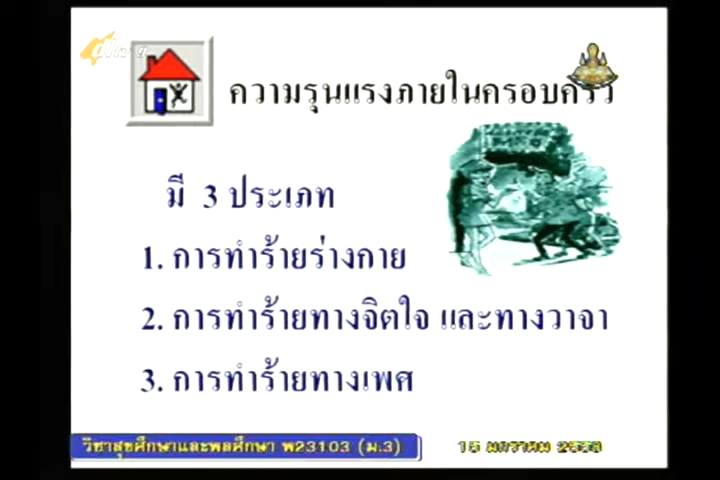 ความรุนแรงภายในครอบครัว
มี 3 ประเภท
1. การทำร้ายร่างกาย
2. การทำร้ายทางจิตใจ และทางวาจา
3. การทำร้ายทางเพศ
วิชาสุขศึกษาและพลศึกษา พ23103 (ม.3)
15 มกราคม 2558